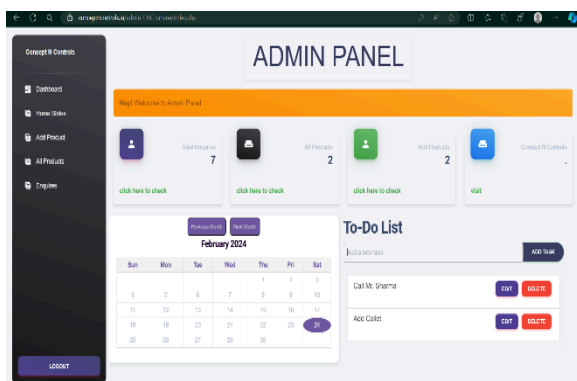 Concept N Controls
Dashboard
Home Slides
Add Product
All Products
Enquires
LOGOUT
ADMIN PANEL
Hey! Welcome to Admin Panel
Total Enquires
7
click here to check
All Products
2
click here to check
Add Products
2
click here to check
Concept N Controls
.
visit
Previous Month Next Month
February 2024
Sun Mon Tue Wed Thu Fri Sat
1 2 3
4 5 6 7 8 9 10
11 12 13 14 15 16 17
18 19 20 21 22 23 24
25 26 27 28 29
To-Do List
Add a new task
ADD TASK
Call Mr. Sharma
EDIT DELETE
Add Collet
EDIT DELETE